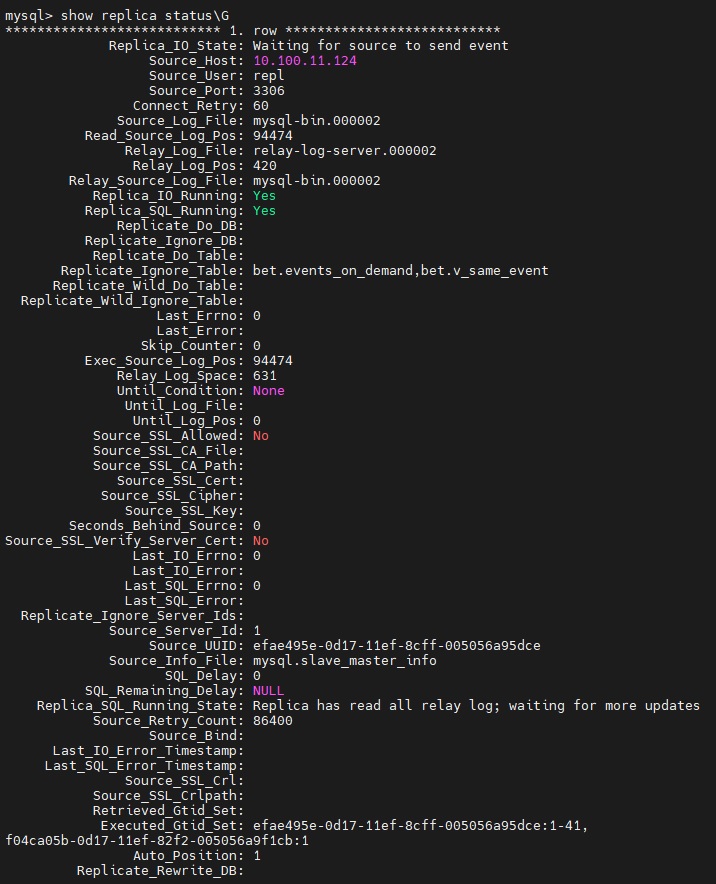 mysql> show replica status\G
*************************** 1. row ***************************
Replica_IO_State: Waiting for source to send event
Source_Host: 10.100.11.124
Source_User: repl
Source_Port: 3306
Connect_Retry: 60
Source_Log_File: mysql-bin.000002
Read_Source_Log_Pos: 94474
Relay_Log_File: relay-log-server.000002
Relay_Log_Pos: 420
Relay_Source_Log_File: mysql-bin.000002
Replica_IO_Running: Yes
Replica_SQL_Running: Yes
Replicate_Do_DB:
Replicate_Ignore_DB:
Replicate_Do_Table:
Replicate_Ignore_Table: bet.events_on_demand,bet.v_same_event
Replicate_Wild_Do_Table:
Replicate_Wild_Ignore_Table:
Last_Errno: 0
Last_Error:
Skip_Counter: 0
Exec_Source_Log_Pos: 94474
Relay_Log_Space: 631
Until_Condition: None
Until_Log_File:
Until_Log_Pos: 0
Source_SSL_Allowed: No
Source_SSL_CA_File:
Source_SSL_CA_Path:
Source_SSL_Cert:
Source_SSL_Cipher:
Source_SSL_Key:
Seconds_Behind_Source: 0
Source_SSL_Verify_Server_Cert: No
Last_IO_Errno: 0
Last_IO_Error:
Last_SQL_Errno: 0
Last_SQL_Error:
Replicate_Ignore_Server_Ids:
Source_Server_Id: 1
Source_UUID: efae495e-0d17-11ef-8cff-005056a95dce
Source_Info_File: mysql.slave_master_info
SQL_Delay: 0
SQL_Remaining_Delay: NULL
Replica_SQL_Running_State: Replica has read all relay log; waiting for more updates
Source_Retry_Count: 86400
Source_Bind:
Last_IO_Error_Timestamp:
Last_SQL_Error_Timestamp:
Source_SSL_Crl:
Source_SSL_Crlpath:
Retrieved_Gtid_Set:
Executed_Gtid_Set: efae495e-0d17-11ef-8cff-005056a95dce:1-41,
f04ca05b-0d17-11ef-82f2-005056a9f1cb:1
Auto_Position: 1
Replicate_Rewrite_DB: